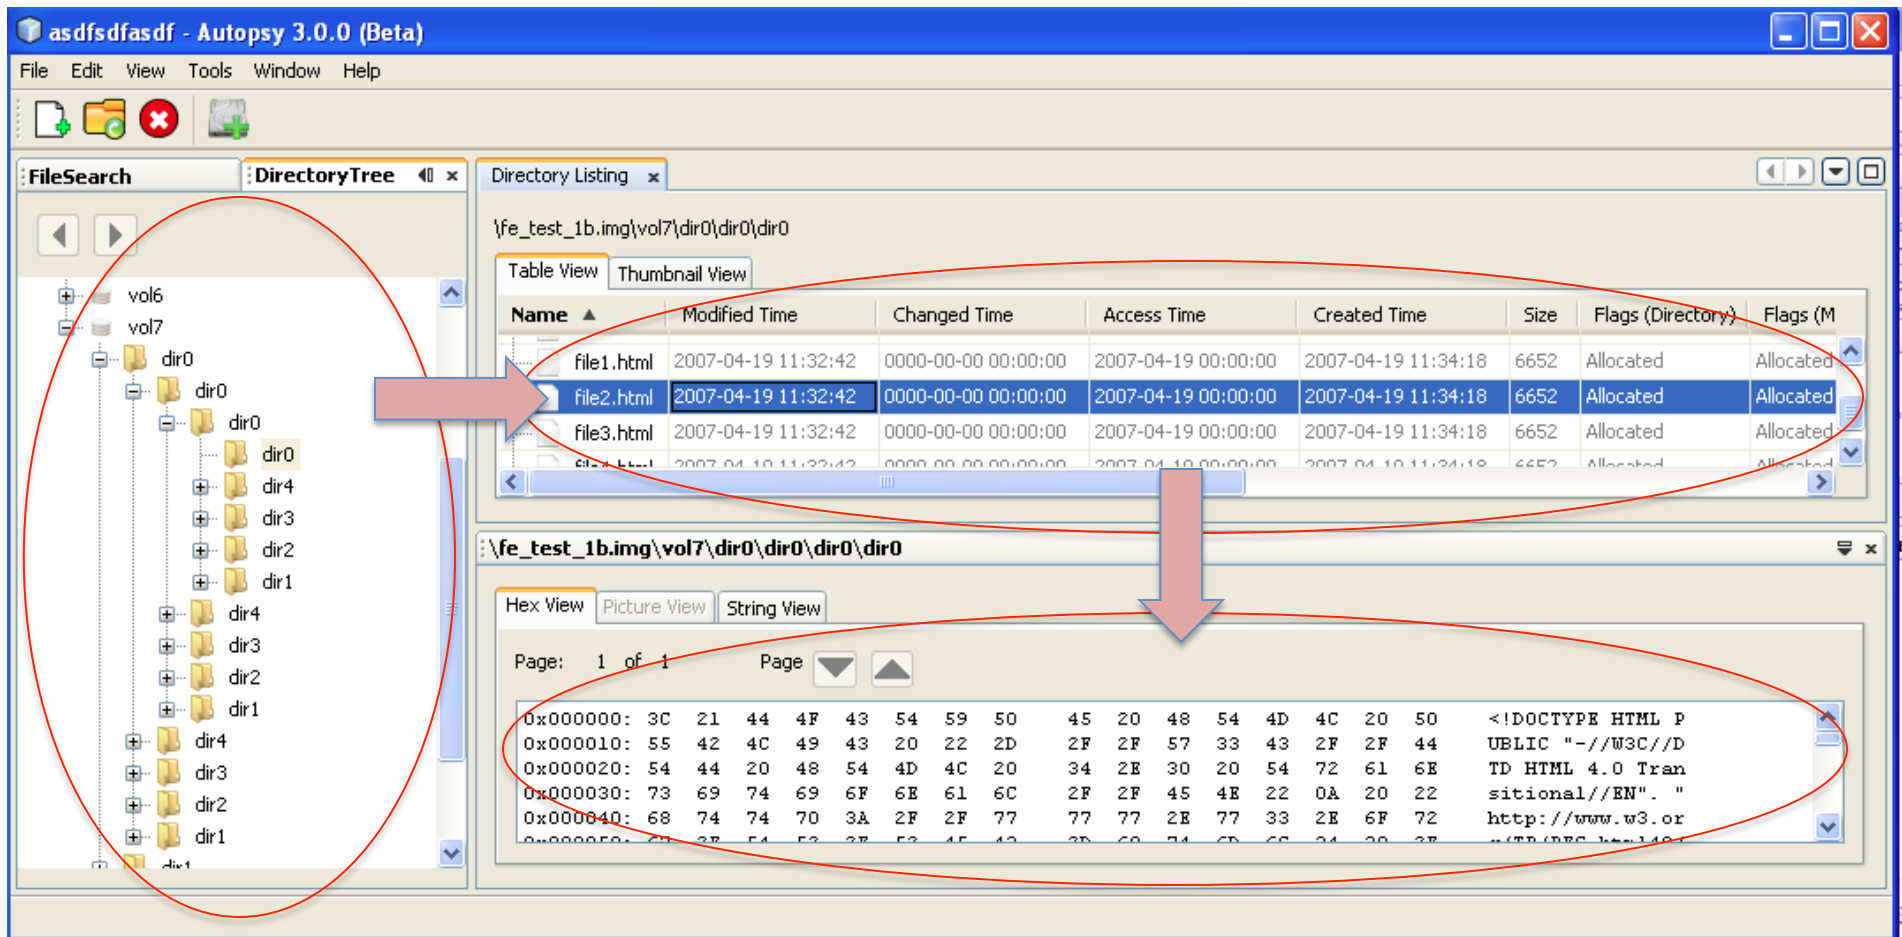 asdfsdfasdf - Autopsy 3.0.0 (Beta)
File Edit View Tools Window Help
FileSearch
DirectoryTree
vol6
vol7
dir0
dir0
dir0
dir0
dir4
dir3
dir2
dir1
dir4
dir3
dir2
dir1
dir4
dir3
dir2
dir1
dir1
Directory Listing
\fe_test_1b.img\vol7\dir0\dir0\dir0
Table View Thumbnail View
Name Modified Time Changed Time Access Time Created Time Size Flags (Directory) Flags (M
file1.html 2007-04-19 11:32:42 0000-00-00 00:00:00 2007-04-19 00:00:00 2007-04-19 11:34:18 6652 Allocated Allocated
file2.html 2007-04-19 11:32:42 0000-00-00 00:00:00 2007-04-19 00:00:00 2007-04-19 11:34:18 6652 Allocated Allocated
file3.html 2007-04-19 11:32:42 0000-00-00 00:00:00 2007-04-19 00:00:00 2007-04-19 11:34:18 6652 Allocated Allocated
\fe_test_1b.img\vol7\dir0\dir0\dir0\dir0
Hex View Picture View String View
Page: 1 of 1 Page
0x000000: 3C 21 44 4F 43 54 59 50 45 20 48 54 4D 4C 20 50 <!DOCTYPE HTML P
0x000010: 55 42 4C 49 43 20 22 2D 2F 2F 57 33 43 2F 2F 44 UBLIC "-//W3C//D
0x000020: 54 44 20 48 54 4D 4C 20 34 2E 30 20 54 72 61 6E TD HTML 4.0 Tran
0x000030: 73 69 74 69 6F 6E 61 6C 2F 2F 45 4E 22 0A 20 22 sitional//EN". "
0x000040: 68 74 74 70 3A 2F 2F 77 77 77 2E 77 33 2E 6F 72 http://www.w3.or